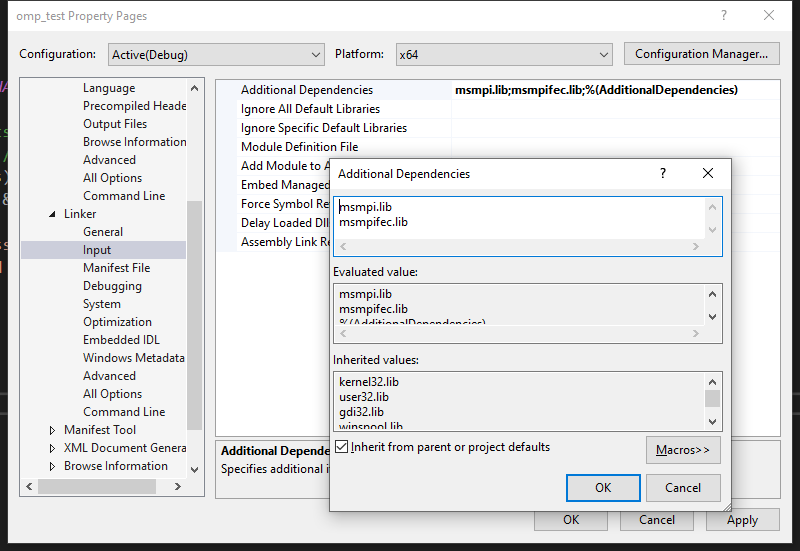 omp_test Property Pages
Configuration: Active(Debug) Platform: x64 Configuration Manager...
Language
Precompiled Heade
Output Files
Browse Information
Advanced
All Options
Command Line
Linker
General
Input
Manifest File
Debugging
System
Optimization
Embedded IDL
Windows Metadata
Advanced
All Options
Command Line
Manifest Tool
XML Document Genera
Browse Information
Additional Dependencies msmpi.lib;msmpifec.lib;%(AdditionalDependencies)
Ignore All Default Libraries
Ignore Specific Default Libraries
Module Definition File
Add Module to A
Embed Managed
Force Symbol Re
Delay Loaded Dll
Assembly Link Re
Additional Depende
Specifies additional i
Additional Dependencies
msmpi.lib
msmpifec.lib
Evaluated value:
msmpi.lib
msmpifec.lib
%(AdditionalDependencies)
Inherited values:
kernel32.lib
user32.lib
gdi32.lib
winspool.lib
Inherit from parent or project defaults
Macros>>
OK Cancel
OK Cancel Apply